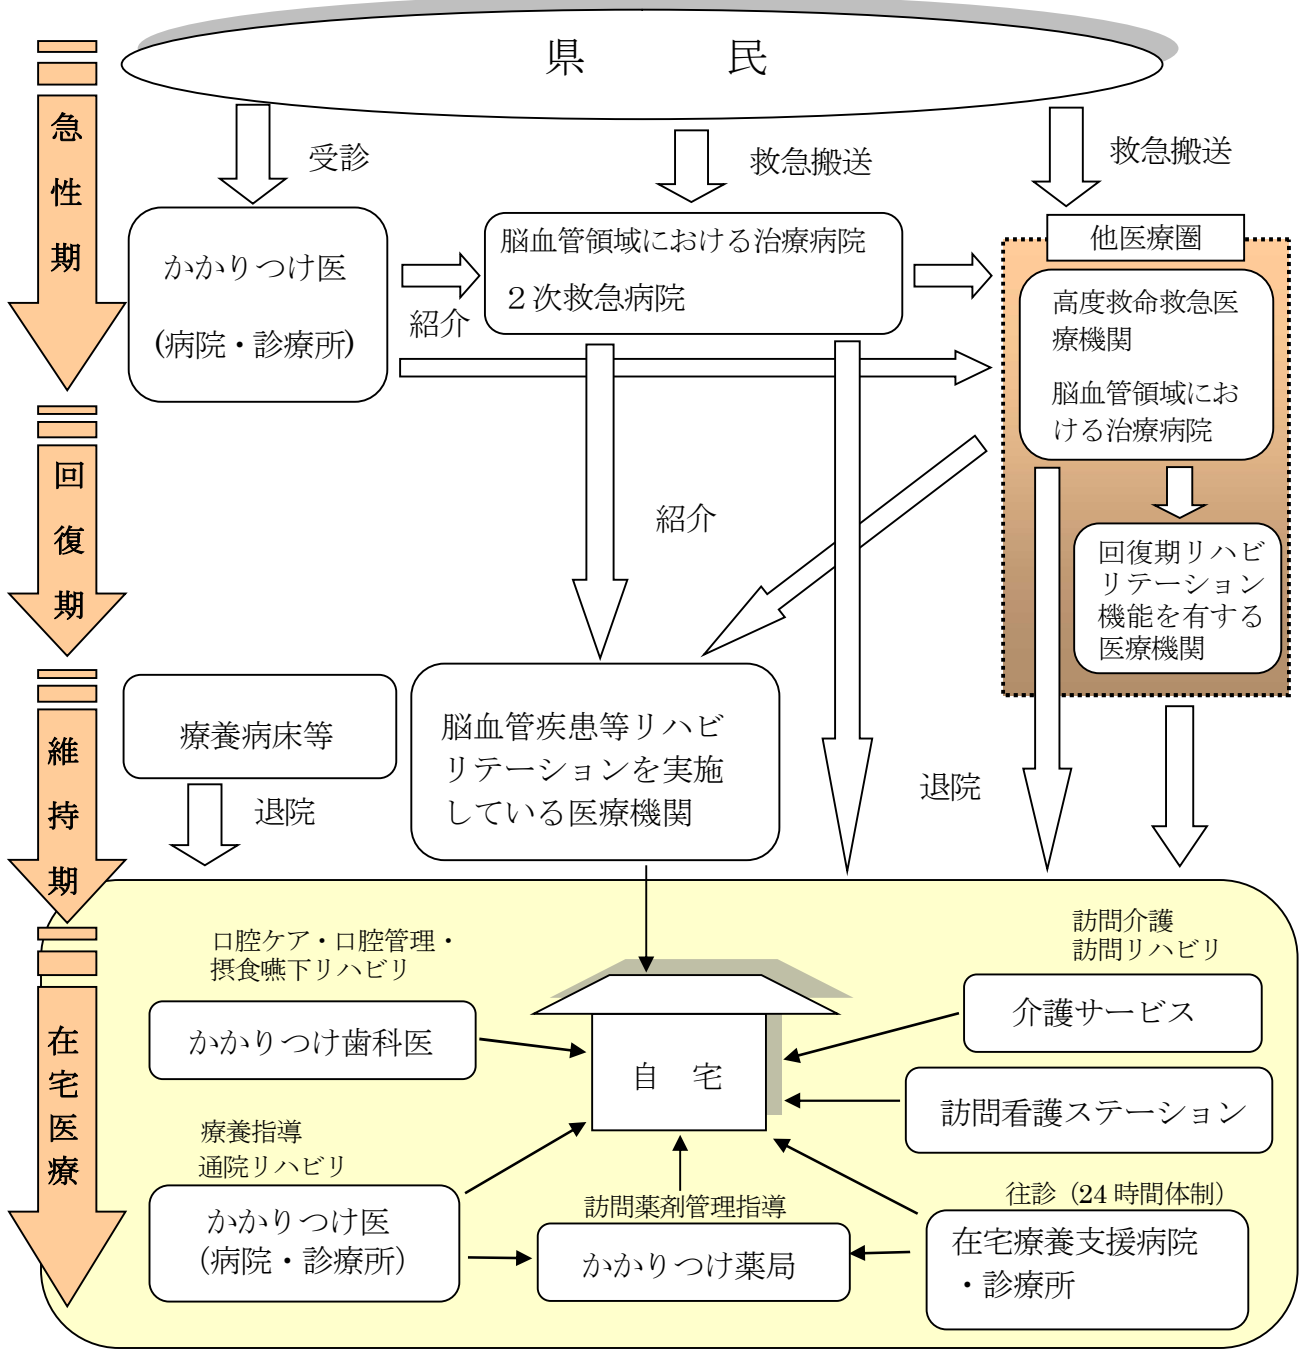 県　民
急性期
受診
救急搬送
救急搬送
かかりつけ医
(病院・診療所)
紹介
脳血管領域における治療病院
２次救急病院
他医療圏
高度救命救急医
療機関
脳血管領域にお
ける治療病院
回復期
紹介
回復期リハビ
リテーション
機能を有する
医療機関
維持期
療養病床等
退院
脳血管疾患等リハビ
リテーションを実施
している医療機関
退院
在宅医療
口腔ケア・口腔管理・
摂食嚥下リハビリ
かかりつけ歯科医
訪問介護
訪問リハビリ
介護サービス
自　宅
訪問看護ステーション
療養指導
通院リハビリ
かかりつけ医
(病院・診療所)
訪問薬剤管理指導
かかりつけ薬局
往診（24 時間体制）
在宅療養支援病院
・診療所